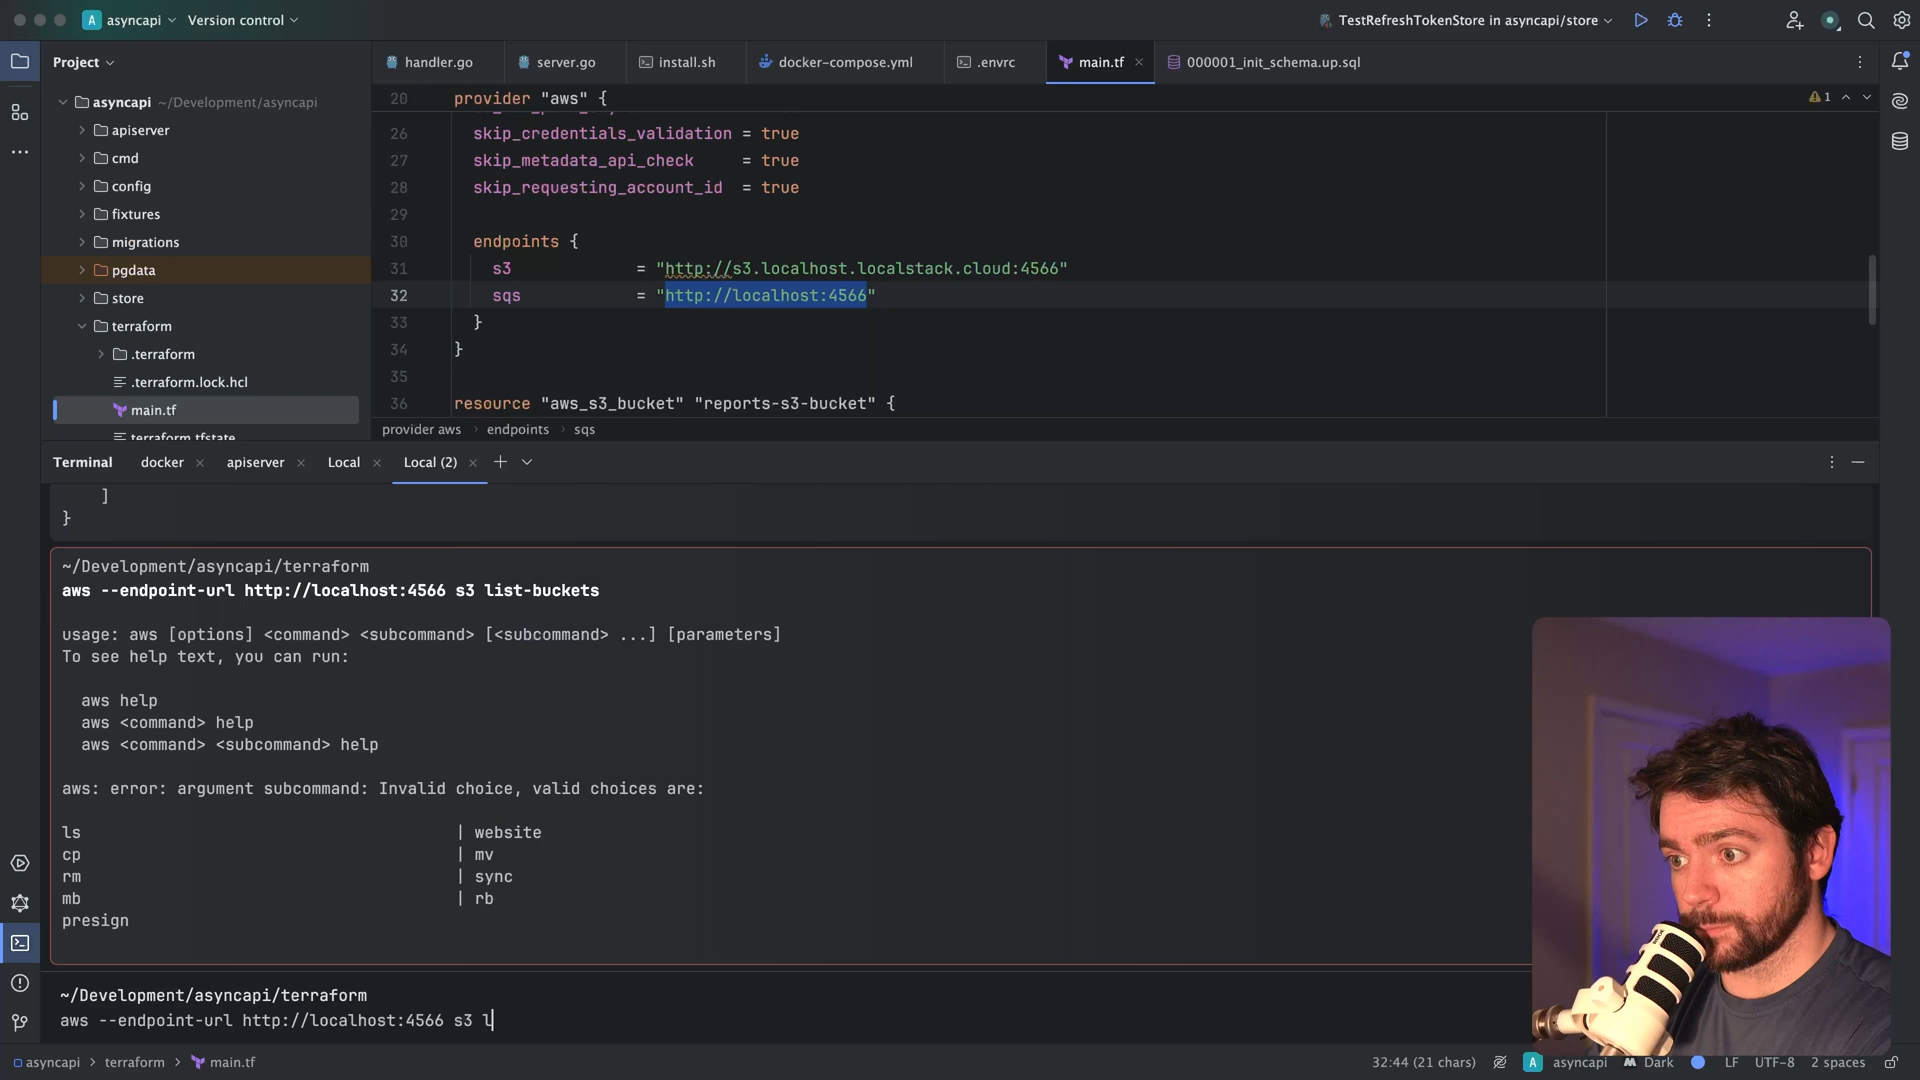 A asyncapi Version control TestRefreshTokenStore in asyncapi/store
Project
asyncapi ~/Development/asyncapi
apiserver
cmd
config
fixtures
migrations
pgdata
store
terraform
.terraform
.terraform.lock.hcl
main.tf
terraform.tfstate
handler.go server.go install.sh docker-compose.yml .envrc main.tf 000001_init_schema.up.sql
20 provider "aws" {
1
26 skip_credentials_validation = true
27 skip_metadata_api_check = true
28 skip_requesting_account_id = true
29
30 endpoints {
31 s3 = "http://s3.localhost.localstack.cloud:4566"
32 sqs = "http://localhost:4566"
33 }
34 }
35
36 resource "aws_s3_bucket" "reports-s3-bucket" {
provider aws > endpoints > sqs
Terminal docker apiserver Local Local (2)
]
}
~/Development/asyncapi/terraform
aws --endpoint-url http://localhost:4566 s3 list-buckets
usage: aws [options] <command> <subcommand> [<subcommand> ...] [parameters]
To see help text, you can run:
aws help
aws <command> help
aws <command> <subcommand> help
aws: error: argument subcommand: Invalid choice, valid choices are:
ls | website
cp | mv
rm | sync
mb | rb
presign
~/Development/asyncapi/terraform
aws --endpoint-url http://localhost:4566 s3 l
RODE
asyncapi > terraform > main.tf 32:44 (21 chars) A asyncapi Dark LF UTF-8 2 spaces